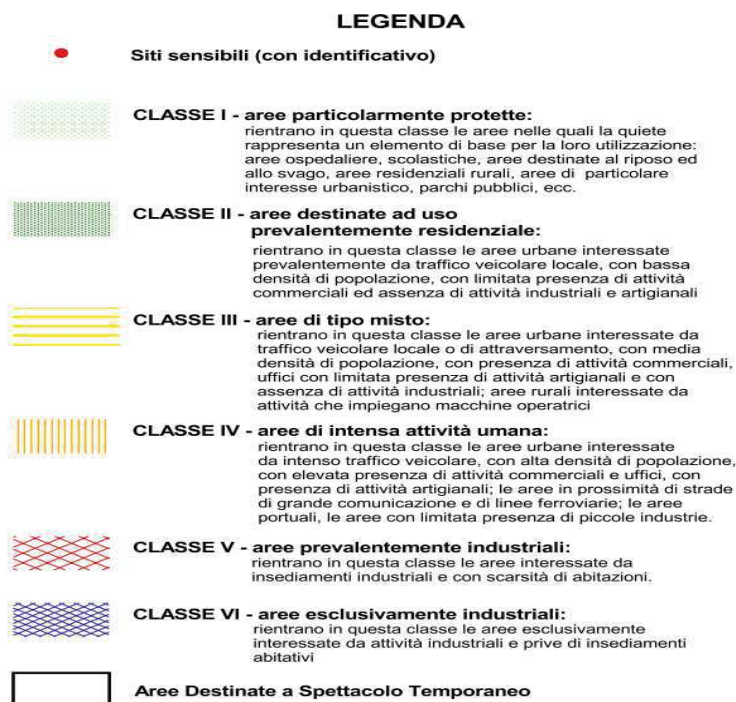 LEGENDA
Siti sensibili (con identificativo)
CLASSE I - aree particolarmente protette:
rientrano in questa classe le aree nelle quali la quiete
rappresenta un elemento di base per la loro utilizzazione:
aree ospedaliere, scolastiche, aree destinate al riposo ed
allo svago, aree residenziali rurali, aree di particolare
interesse urbanistico, parchi pubblici, ecc.
CLASSE II - aree destinate ad uso
prevalentemente residenziale:
rientrano in questa classe le aree urbane interessate
prevalentemente da traffico veicolare locale, con bassa
densità di popolazione, con limitata presenza di attività
commerciali ed assenza di attività industriali e artigianali
CLASSE III - aree di tipo misto:
rientrano in questa classe le aree urbane interessate da
traffico veicolare locale o di attraversamento, con media
densità di popolazione, con presenza di attività commerciali,
uffici con limitata presenza di attività artigianali e con
assenza di attività industriali; aree rurali interessate da
attività che impiegano macchine operatrici
CLASSE IV - aree di intensa attività umana:
rientrano in questa classe le aree urbane interessate
da intenso traffico veicolare, con alta densità di popolazione,
con elevata presenza di attività commerciali e uffici, con
presenza di attività artigianali; le aree in prossimità di strade
di grande comunicazione e di linee ferroviarie; le aree
portuali, le aree con limitata presenza di piccole industrie.
CLASSE V - aree prevalentemente industriali:
rientrano in questa classe le aree interessate da
insediamenti industriali e con scarsità di abitazioni.
CLASSE VI - aree esclusivamente industriali:
rientrano in questa classe le aree esclusivamente
interessate da attività industriali e prive di insediamenti
abitativi
Aree Destinate a Spettacolo Temporaneo